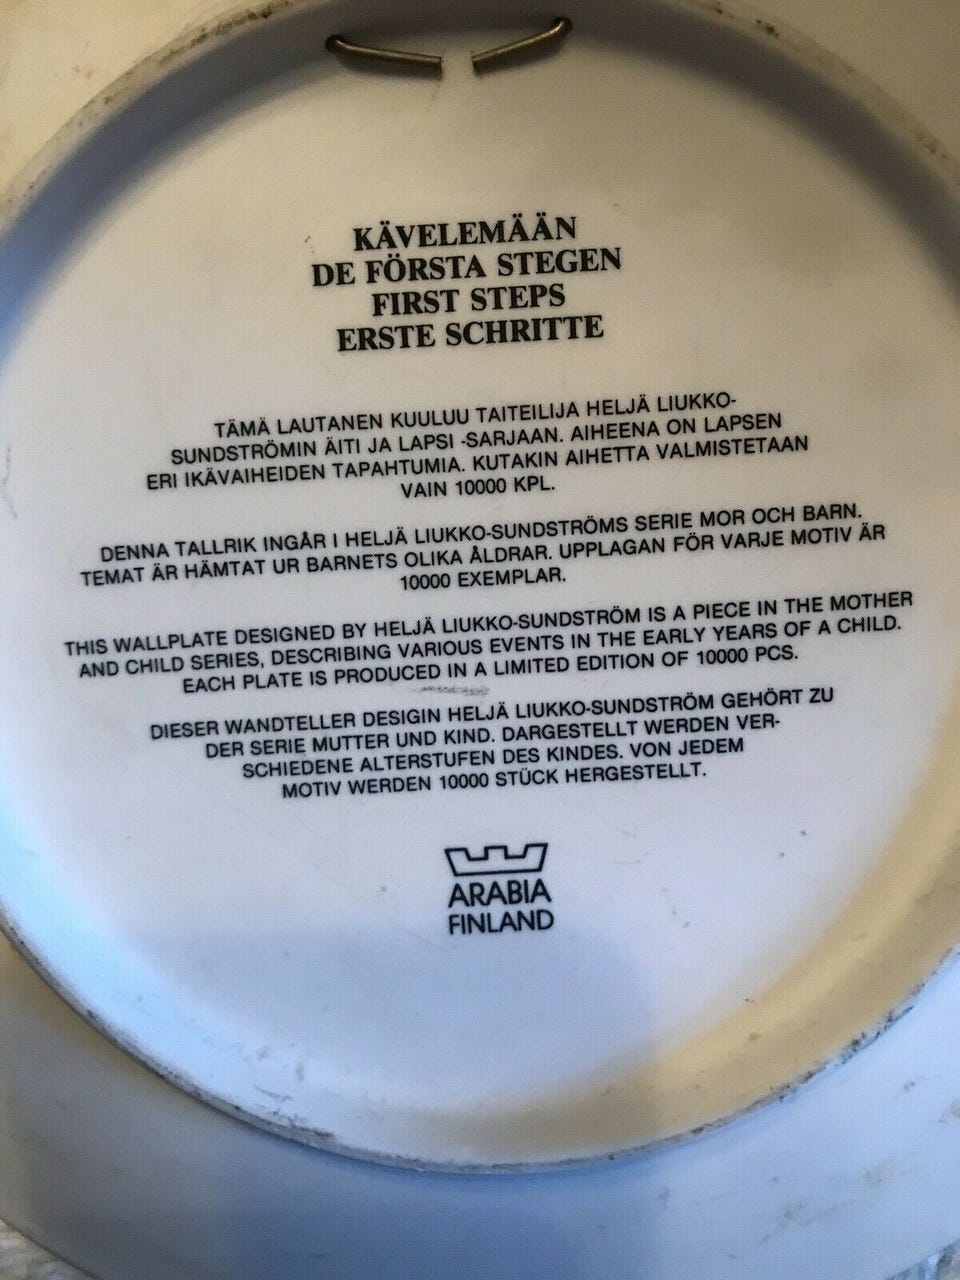 KÄVELEMÄÄN
DE FÖRSTA STEGEN
FIRST STEPS
ERSTE SCHRITTE
TÄMÄ LAUTANEN KUULUU TAITEILIJA HELJÄ LIUKKO-
SUNDSTRÖMIN ÄITI JA LAPSI -SARJAAN. AIHEENA ON LAPSEN
ERI IKÄVAIHEIDEN TAPAHTUMIA. KUTAKIN AIHETTA VALMISTETAAN
VAIN 10000 KPL.
DENNA TALLRIK INGÅR I HELJÄ LIUKKO-SUNDSTRÖMS SERIE MOR OCH BARN.
TEMAT ÄR HÄMTAT UR BARNETS OLIKA ÅLDRAR. UPPLAGAN FÖR VARJE MOTIV ÄR
10000 EXEMPLAR.
THIS WALLPLATE DESIGNED BY HELJÄ LIUKKO-SUNDSTRÖM IS A PIECE IN THE MOTHER
AND CHILD SERIES, DESCRIBING VARIOUS EVENTS IN THE EARLY YEARS OF A CHILD.
EACH PLATE IS PRODUCED IN A LIMITED EDITION OF 10000 PCS.
DIESER WANDTELLER DESIGIN HELJÄ LIUKKO-SUNDSTRÖM GEHÖRT ZU
DER SERIE MUTTER UND KIND. DARGESTELLT WERDEN VER-
SCHIEDENE ALTERSTUFEN DES KINDES. VON JEDEM
MOTIV WERDEN 10000 STÜCK HERGESTELLT.
ARABIA
FINLAND